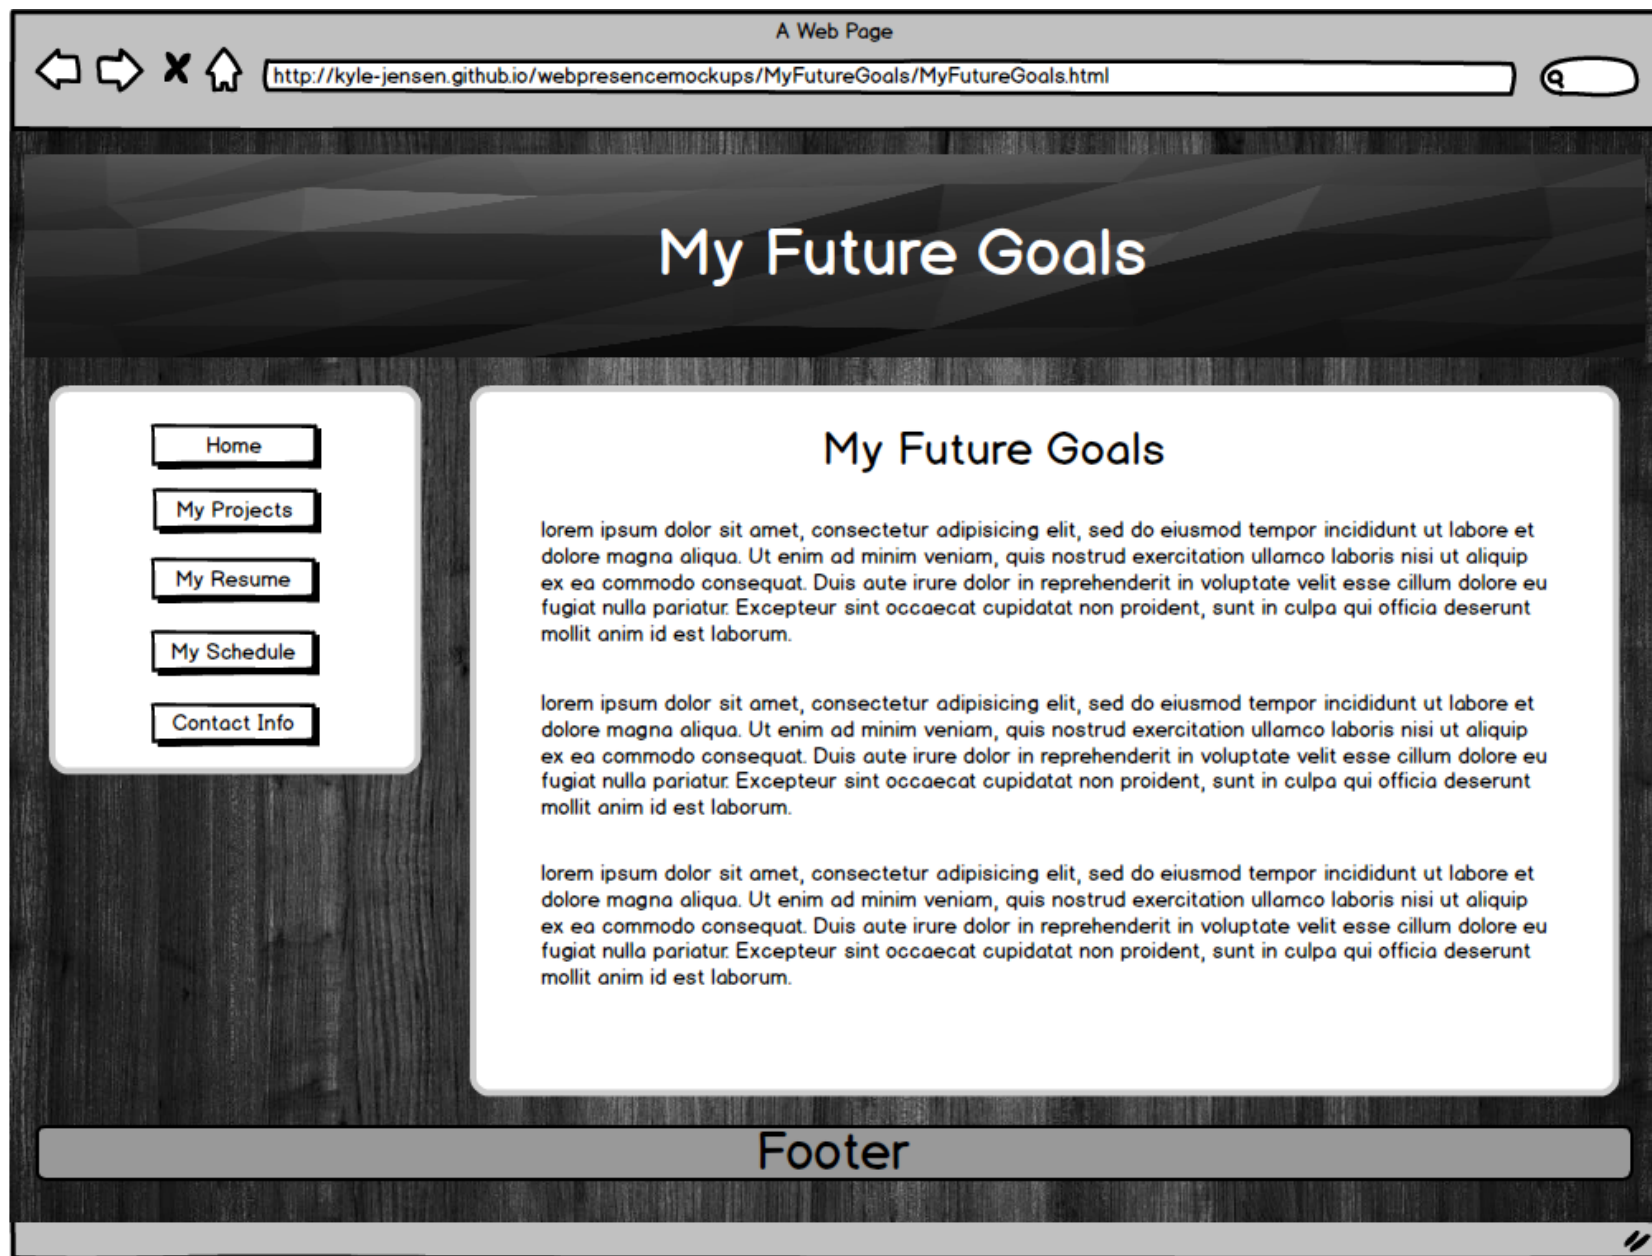 A Web Page
http://kyle-jensen.github.io/webpresencemockups/MyFutureGoals/MyFutureGoals.html
My Future Goals
Home
My Projects
My Resume
My Schedule
Contact Info
My Future Goals
lorem ipsum dolor sit amet, consectetur adipisicing elit, sed do eiusmod tempor incididunt ut labore et
dolore magna aliqua. Ut enim ad minim veniam, quis nostrud exercitation ullamco laboris nisi ut aliquip
ex ea commodo consequat. Duis aute irure dolor in reprehenderit in voluptate velit esse cillum dolore eu
fugiat nulla pariatur. Excepteur sint occaecat cupidatat non proident, sunt in culpa qui officia deserunt
mollit anim id est laborum.
lorem ipsum dolor sit amet, consectetur adipisicing elit, sed do eiusmod tempor incididunt ut labore et
dolore magna aliqua. Ut enim ad minim veniam, quis nostrud exercitation ullamco laboris nisi ut aliquip
ex ea commodo consequat. Duis aute irure dolor in reprehenderit in voluptate velit esse cillum dolore eu
fugiat nulla pariatur. Excepteur sint occaecat cupidatat non proident, sunt in culpa qui officia deserunt
mollit anim id est laborum.
lorem ipsum dolor sit amet, consectetur adipisicing elit, sed do eiusmod tempor incididunt ut labore et
dolore magna aliqua. Ut enim ad minim veniam, quis nostrud exercitation ullamco laboris nisi ut aliquip
ex ea commodo consequat. Duis aute irure dolor in reprehenderit in voluptate velit esse cillum dolore eu
fugiat nulla pariatur. Excepteur sint occaecat cupidatat non proident, sunt in culpa qui officia deserunt
mollit anim id est laborum.
Footer